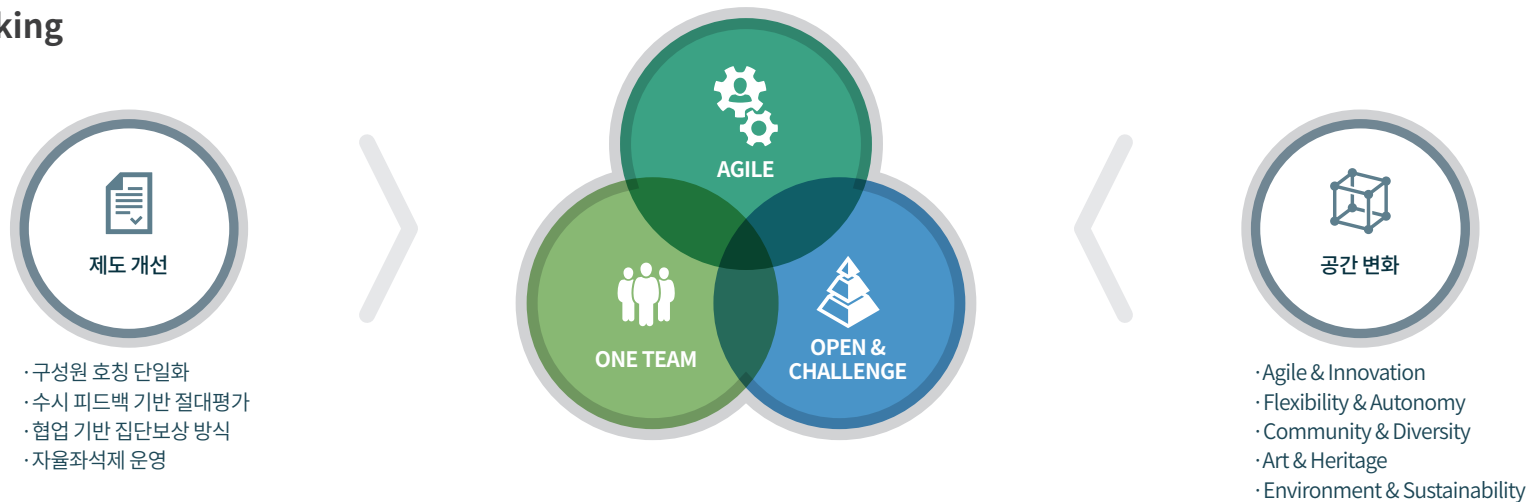 king
제도 개선
·구성원 호칭 단일화
·수시 피드백 기반 절대평가
·협업 기반 집단보상 방식
·자율좌석제 운영
AGILE
ONE TEAM
OPEN &
CHALLENGE
공간 변화
·Agile & Innovation
·Flexibility & Autonomy
·Community & Diversity
·Art & Heritage
·Environment & Sustainability